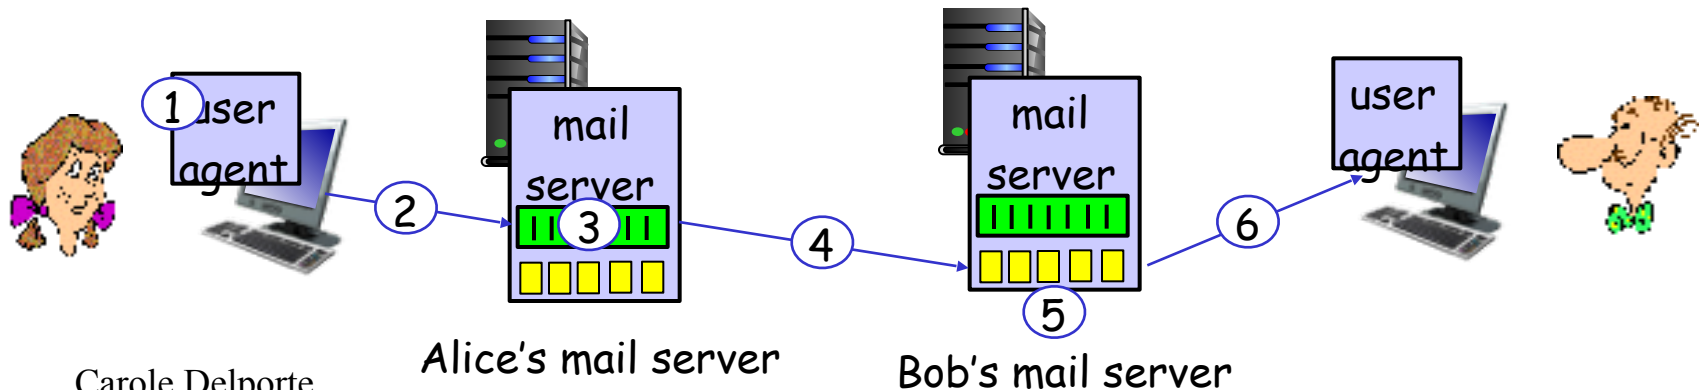 1 user
agent
2
mail
server
3
4
mail
server
5
6
user
agent
Alice's mail server
Bob's mail server
Carole Delporte